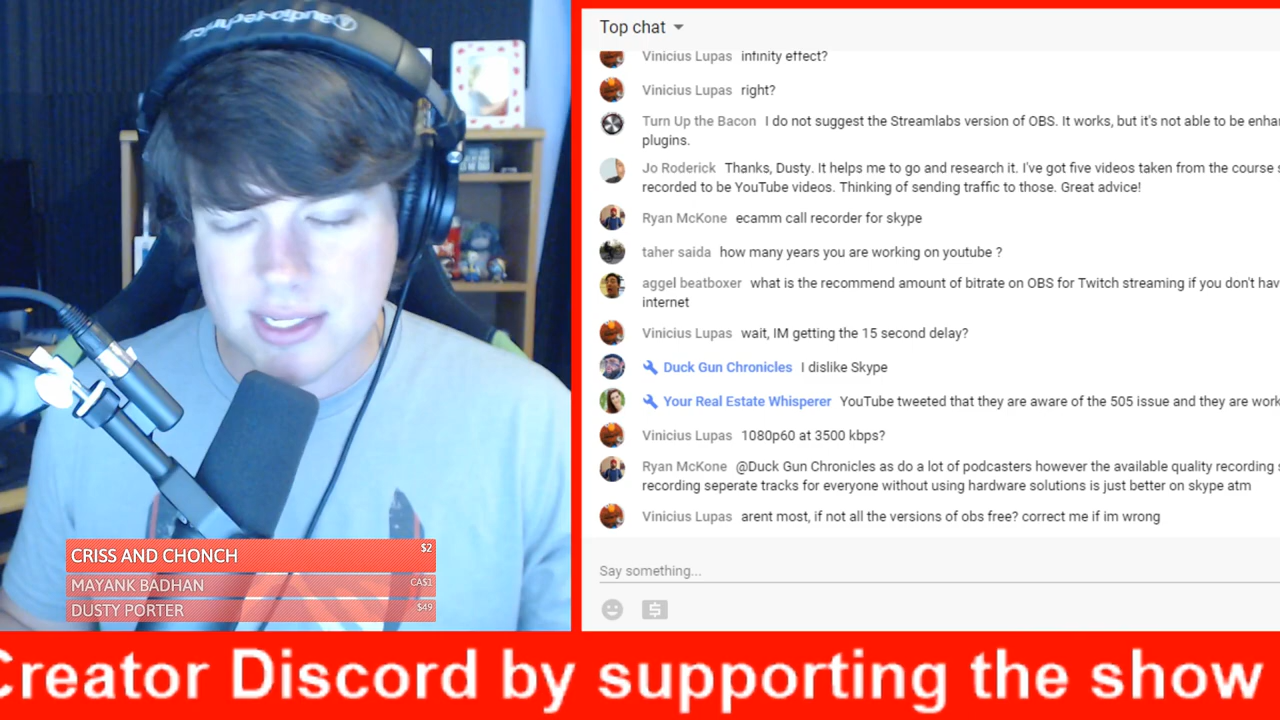 audio-technica
CRISS AND CHONCH $2
MAYANK BADHAN CA$1
DUSTY PORTER $49
Top chat
Vinicius Lupas infinity effect?
Vinicius Lupas right?
Turn Up the Bacon I do not suggest the Streamlabs version of OBS. It works, but it's not able to be
plugins.
Jo Roderick Thanks, Dusty. It helps me to go and research it. I've got five videos taken from the course
recorded to be YouTube videos. Thinking of sending traffic to those. Great advice!
Ryan McKone ecamm call recorder for skype
taher saida how many years you are working on youtube ?
aggel beatboxer what is the recommend amount of bitrate on OBS for Twitch streaming if you don't
internet
Vinicius Lupas wait, IM getting the 15 second delay?
Duck Gun Chronicles I dislike Skype
Your Real Estate Whisperer YouTube tweeted that they are aware of the 505 issue and they are
Vinicius Lupas 1080p60 at 3500 kbps?
Ryan McKone @Duck Gun Chronicles as do a lot of podcasters however the available quality recording
recording seperate tracks for everyone without using hardware solutions is just better on skype atm
Vinicius Lupas arent most, if not all the versions of obs free? correct me if im wrong
Say something...
Creator Discord by supporting the show